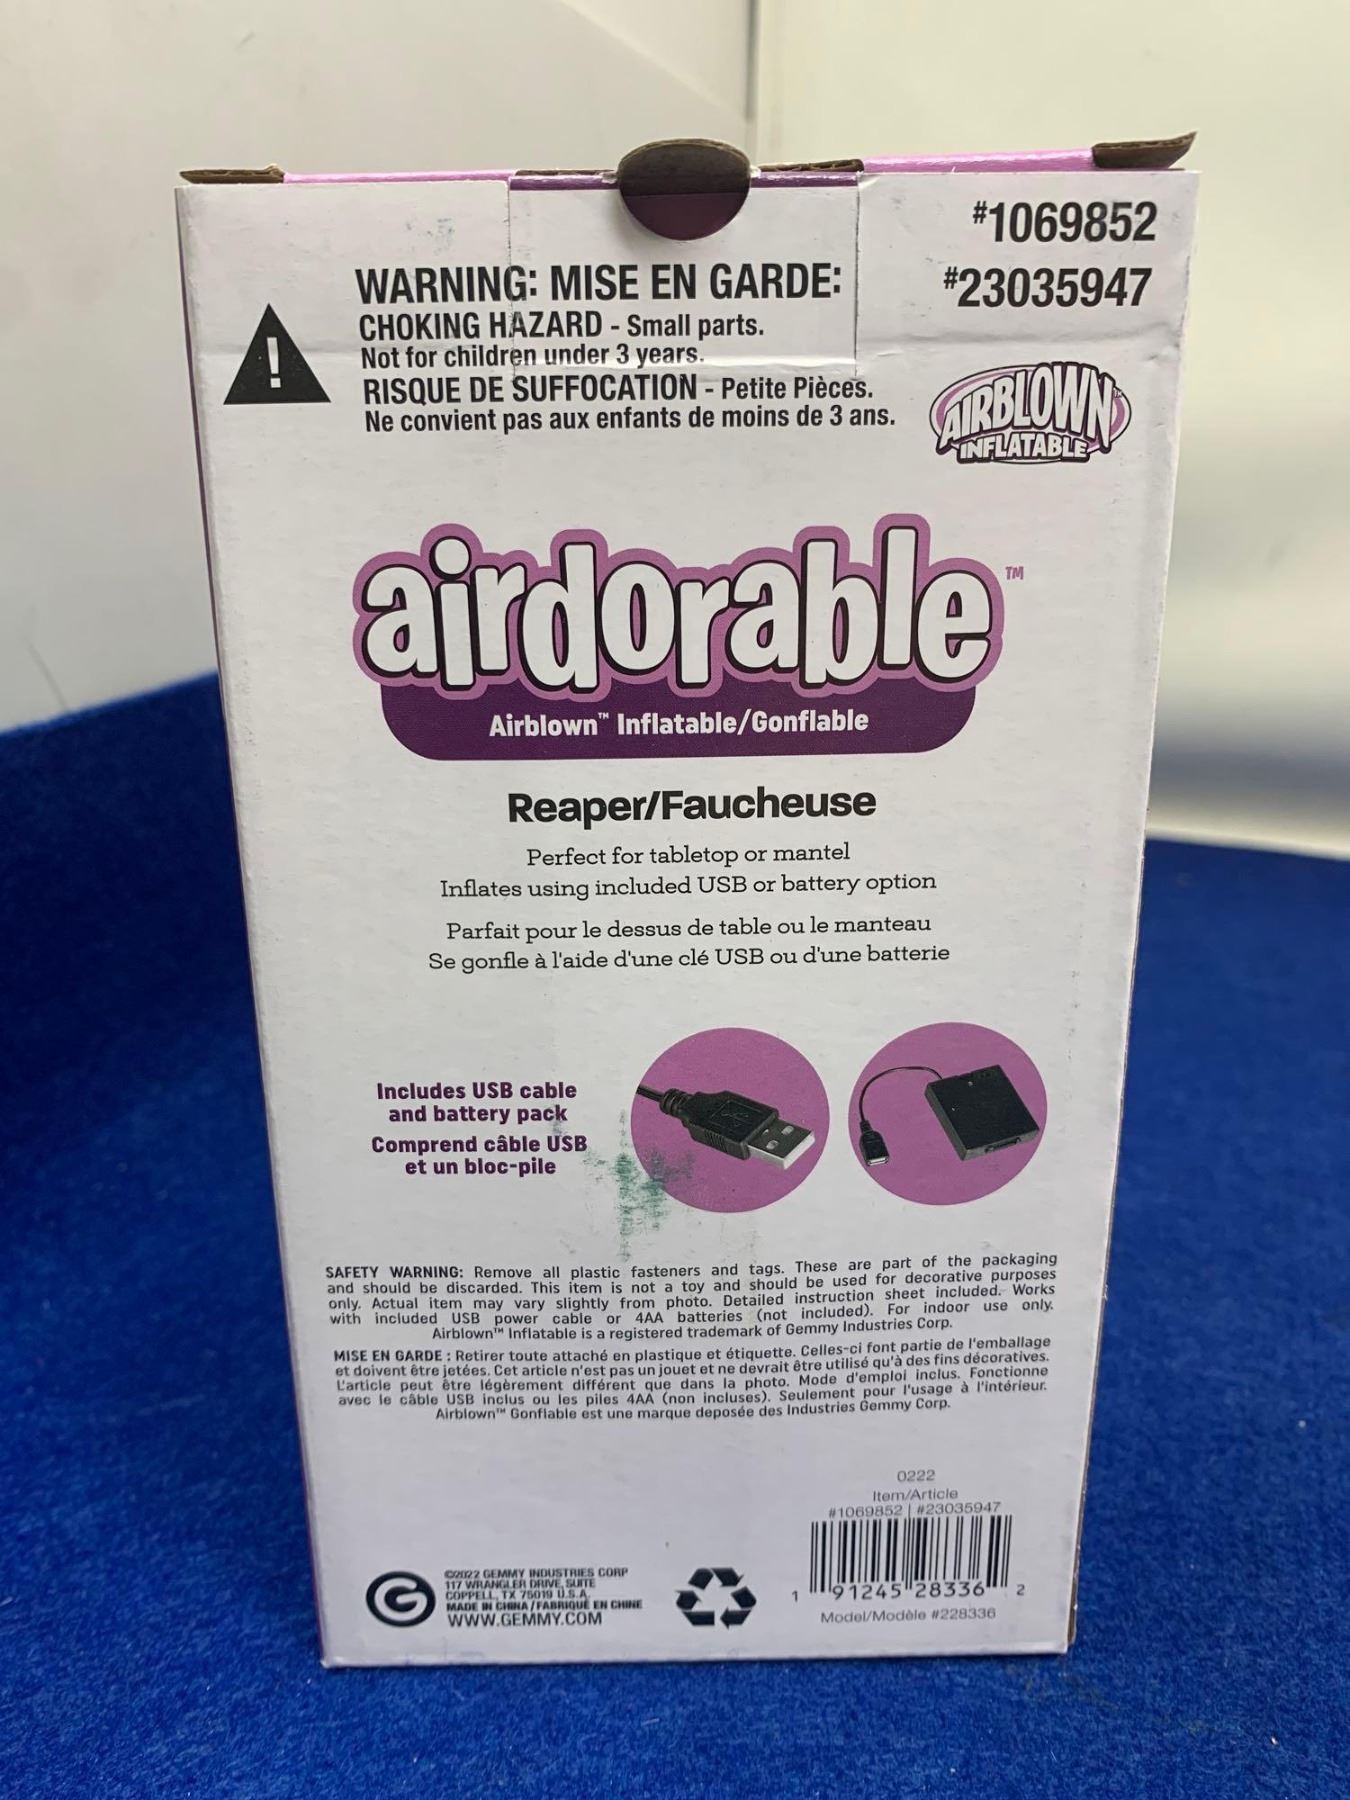 #1069852
#23035947
WARNING: MISE EN GARDE:
CHOKING HAZARD - Small parts.
Not for children under 3 years.
RISQUE DE SUFFOCATION - Petite Pièces.
Ne convient pas aux enfants de moins de 3 ans.
!
AIRBLOWN™
INFLATABLE
airdorable™
Airblown™ Inflatable/Gonflable
Reaper/Faucheuse
Perfect for tabletop or mantel
Inflates using included USB or battery option
Parfait pour le dessus de table ou le manteau
Se gonfle à l'aide d'une clé USB ou d'une batterie
Includes USB cable
and battery pack
Comprend câble USB
et un bloc-pile
SAFETY WARNING: Remove all plastic fasteners and tags. These are part of the packaging
and should be discarded. This item is not a toy and should be used for decorative purposes
only. Actual item may vary slightly from photo. Detailed instruction sheet included. Works
with included USB power cable or 4AA batteries (not included). For indoor use only.
Airblown™ Inflatable is a registered trademark of Gemmy Industries Corp.
MISE EN GARDE : Retirer toute attaché en plastique et étiquette. Celles-ci font partie de l'emballage
et doivent être jetées. Cet article n'est pas un jouet et ne devrait être utilisé qu'à des fins décoratives.
L'article peut être légèrement différent que dans la photo. Mode d'emploi inclus. Fonctionne
avec le câble USB inclus ou les piles 4AA (non incluses). Seulement pour l'usage à l'intérieur.
Airblown™ Gonflable est une marque deposée des Industries Gemmy Corp.
0222
Item/Article
#1069852 | #23035947
1 91245 28336 2
Model/Modèle #228336
G
©2022 GEMMY INDUSTRIES CORP
117 WRANGLER DRIVE, SUITE
COPPELL, TX 75019 U.S.A.
MADE IN CHINA / FABRIQUÉ EN CHINE
WWW.GEMMY.COM